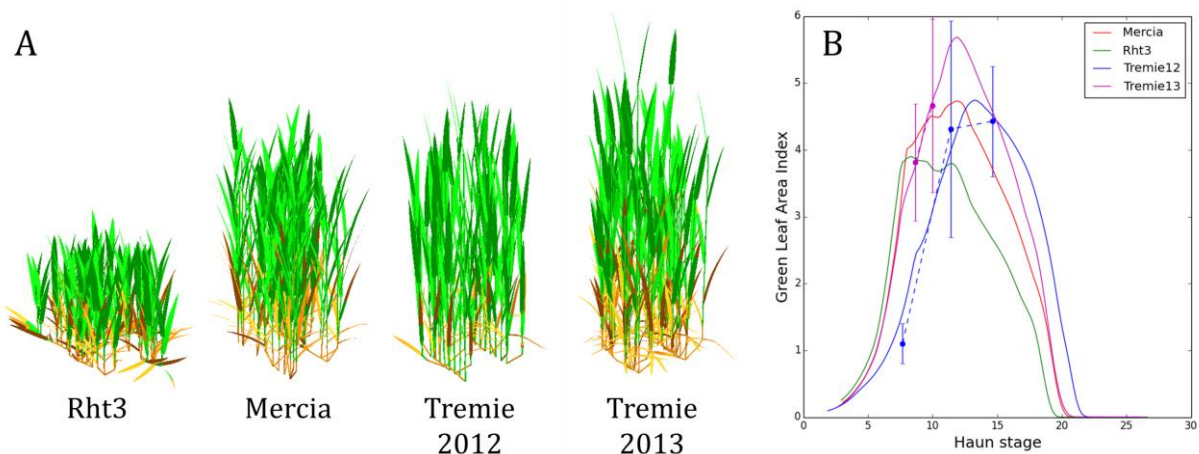 A
Rht3
Mercia
Tremie
2012
Tremie
2013
B
Mercia
Rht3
Tremie12
Tremie13
Green Leaf Area Index
6
5
4
3
2
1
0
0 5 10 15 20 25 30
Haun stage